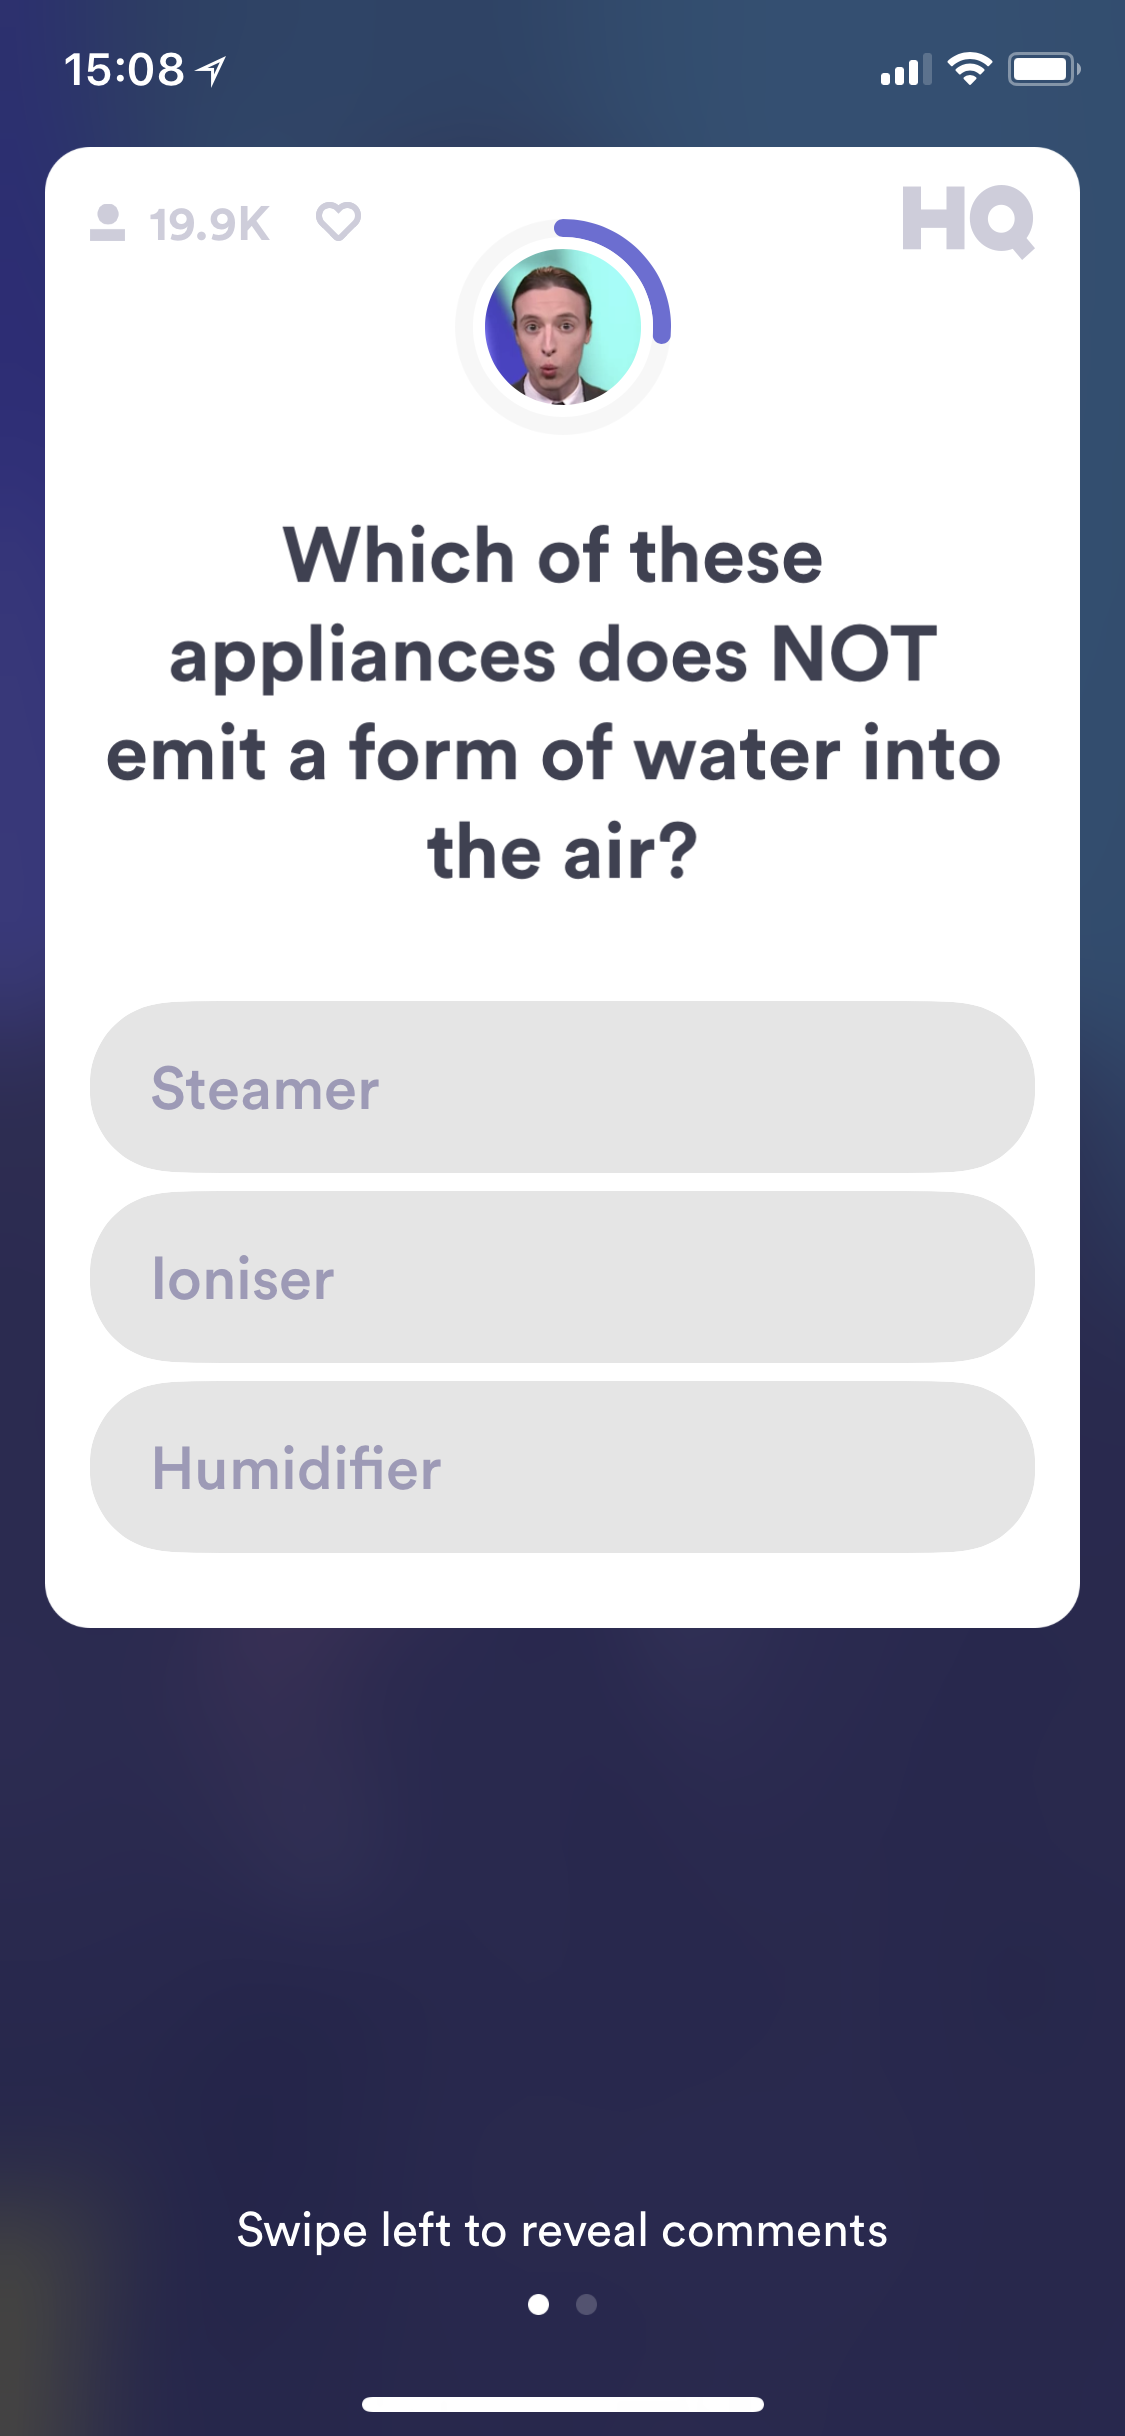 15:08
19.9K
HQ
Which of these
appliances does NOT
emit a form of water into
the air?
Steamer
Ioniser
Humidifier
Swipe left to reveal comments